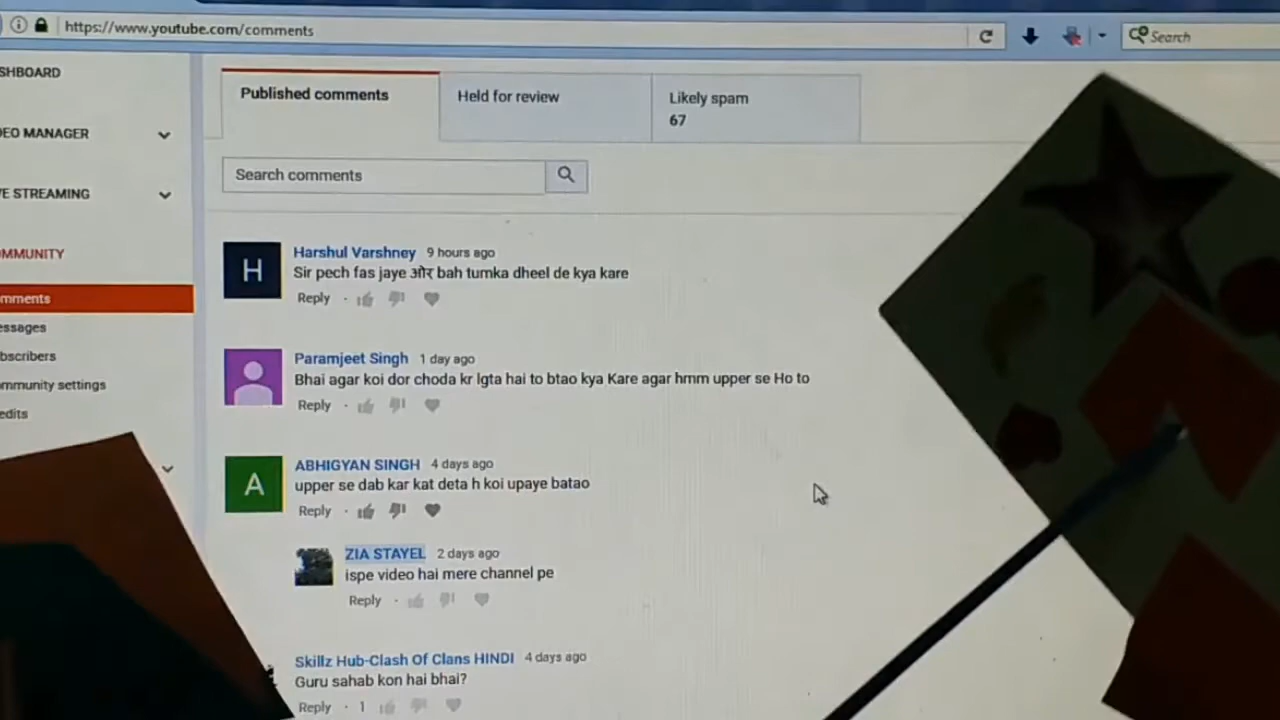 https://www.youtube.com/comments
Search
SHBOARD
Published comments
Held for review
Likely spam
67
DEO MANAGER
Search comments
VE STREAMING
Harshul Varshney 9 hours ago
OMMUNITY
Sir pech fas jaye और bah tumka dheel de kya kare
mments
Reply
essages
Paramjeet Singh 1 day ago
bscribers
Bhai agar koi dor choda kr lgta hai to btao kya Kare agar hmm upper se Ho to
mmunity settings
Reply
edits
ABHIGYAN SINGH 4 days ago
A
upper se dab kar kat deta h koi upaye batao
Reply
ZIA STAYEL 2 days ago
ispe video hai mere channel pe
Reply
Skillz Hub-Clash Of Clans HINDI 4 days ago
Guru sahab kon hai bhai?
Reply · 1
H